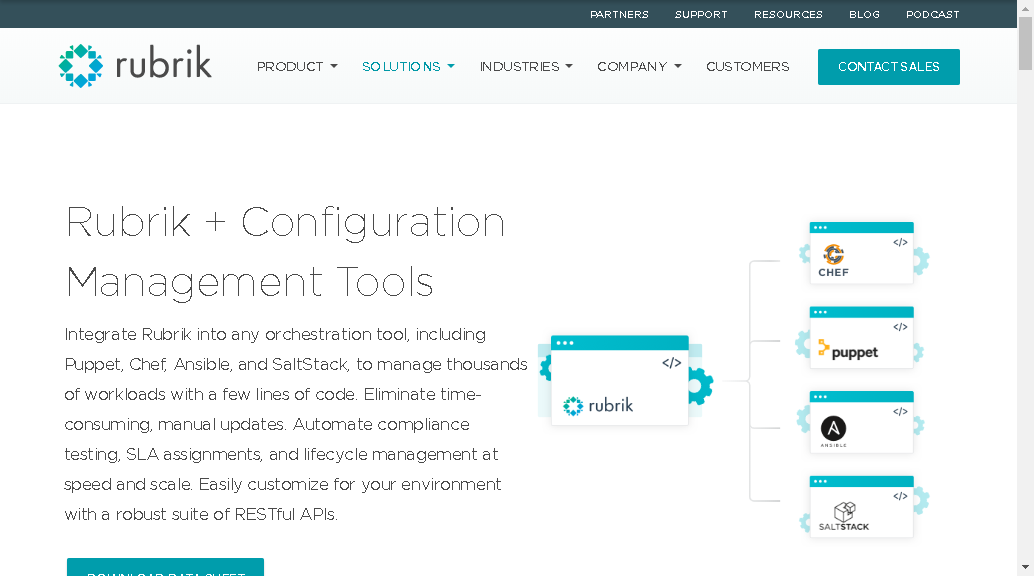 PARTNERS SUPPORT RESOURCES BLOG PODCAST
rubrik PRODUCT SOLUTIONS INDUSTRIES COMPANY CUSTOMERS CONTACT SALES
Rubrik + Configuration
Management Tools
Integrate Rubrik into any orchestration tool, including
Puppet, Chef, Ansible, and SaltStack, to manage thousands
of workloads with a few lines of code. Eliminate time-
consuming, manual updates. Automate compliance
testing, SLA assignments, and lifecycle management at
speed and scale. Easily customize for your environment
with a robust suite of RESTful APIs.
DOWNLOAD DATA SHEET
</>
rubrik
</>
CHEF
</>
puppet
</>
ANSIBLE
</>
SALTSTACK